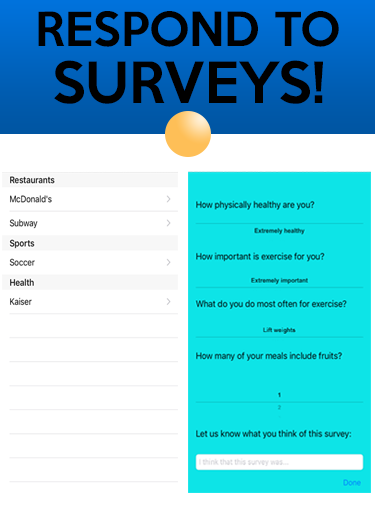 RESPOND TO
SURVEYS!
Restaurants
McDonald's
Subway
Sports
Soccer
Health
Kaiser
How physically healthy are you?
Extremely healthy
How important is exercise for you?
Extremely important
What do you do most often for exercise?
Lift weights
How many of your meals include fruits?
1
2
Let us know what you think of this survey:
I think that this survey was...
Done